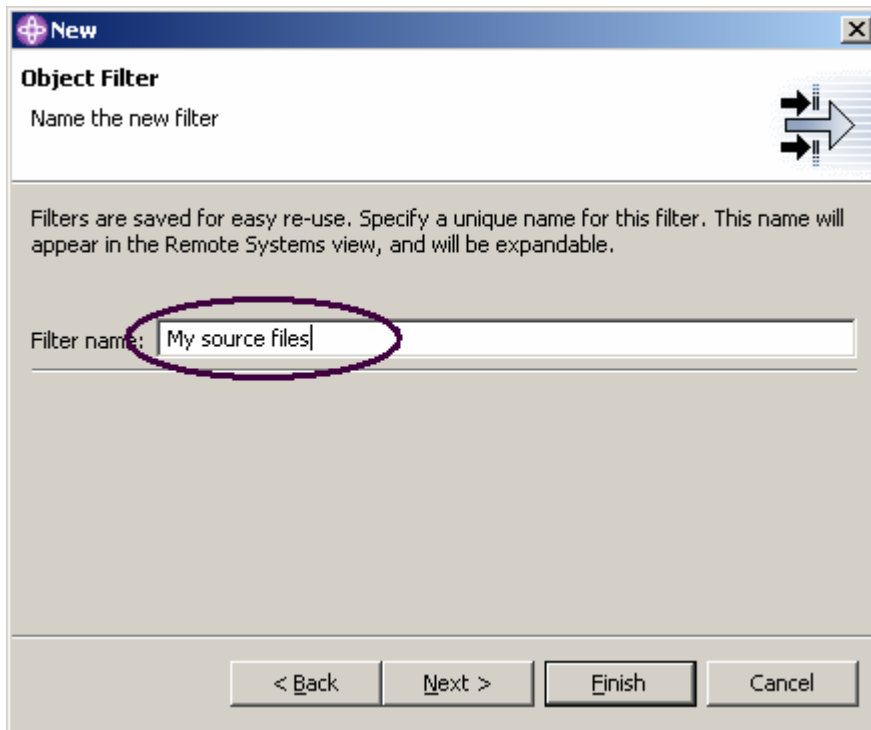 New
Object Filter
Name the new filter
Filters are saved for easy re-use. Specify a unique name for this filter. This name will
appear in the Remote Systems view, and will be expandable.
Filter name: My source files
< Back Next > Finish Cancel